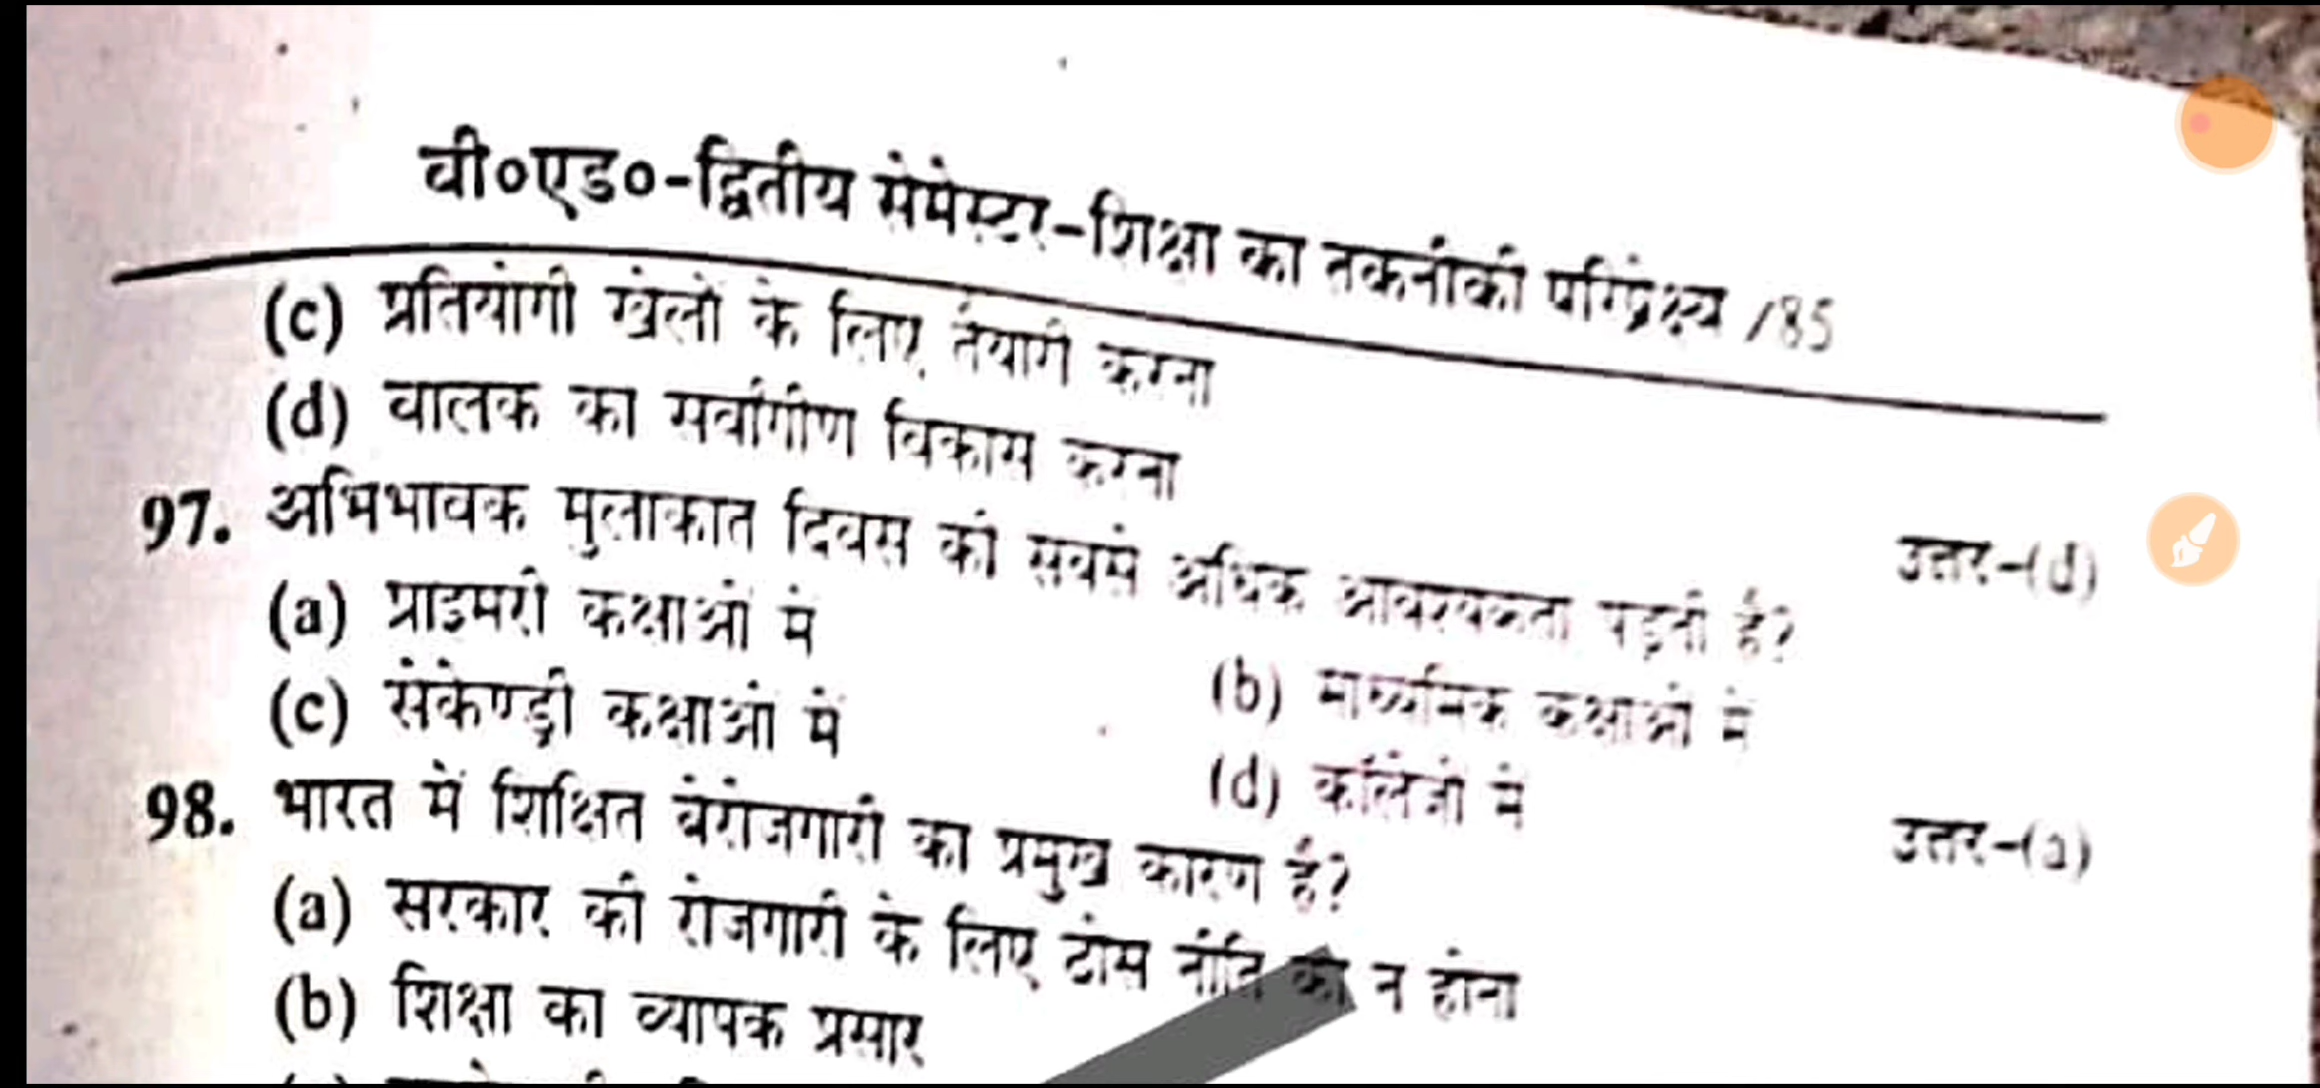 बी०एड०-द्वितीय सेमेस्टर-शिक्षा का तकनीकी परिप्रेक्ष्य /85
(c) प्रतियोगी खेलों के लिए तैयारी करना
(d) बालक का सर्वांगीण विकास करना
उत्तर-(d)
97. अभिभावक मुलाकात दिवस की सबसे अधिक आवश्यकता पड़ती है?
(a) प्राइमरी कक्षाओं में
(b) माध्यमिक कक्षाओं में
(c) सेकेण्ड्री कक्षाओं में
(d) कॉलेजों में
उत्तर-(a)
98. भारत में शिक्षित बेरोजगारी का प्रमुख कारण है?
(a) सरकार की रोजगारी के लिए ठोस नीति का न होना
(b) शिक्षा का व्यापक प्रसार